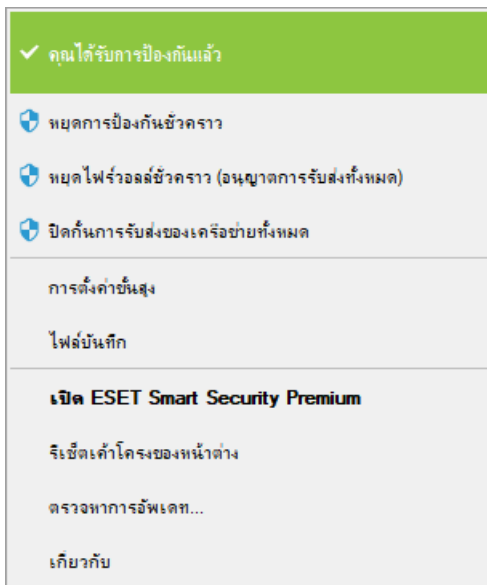 คุณได้รับการป้องกันแล้ว
หยุดการป้องกันชั่วคราว
หยุดไฟร์วอลล์ชั่วคราว (อนุญาตการรับส่งทั้งหมด)
ปิดกั้นการรับส่งของเครือข่ายทั้งหมด
การตั้งค่าขั้นสูง
ไฟล์บันทึก
เปิด ESET Smart Security Premium
รีเซ็ตเค้าโครงของหน้าต่าง
ตรวจหาการอัพเดท...
เกี่ยวกับ